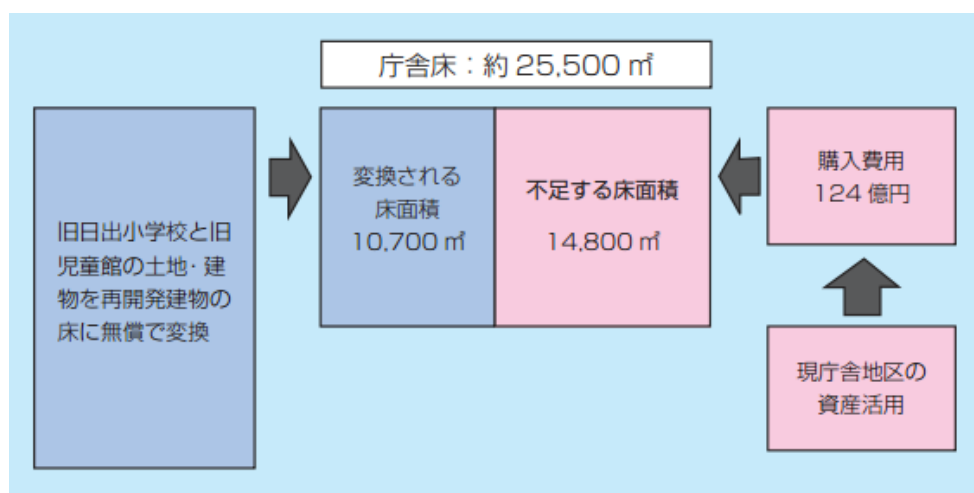 庁舎床：約 25,500 ㎡
旧日出小学校と旧
児童館の土地・建
物を再開発建物の
床に無償で変換
変換される
床面積
10,700 ㎡
不足する床面積
14,800 ㎡
購入費用
124 億円
現庁舎地区の
資産活用